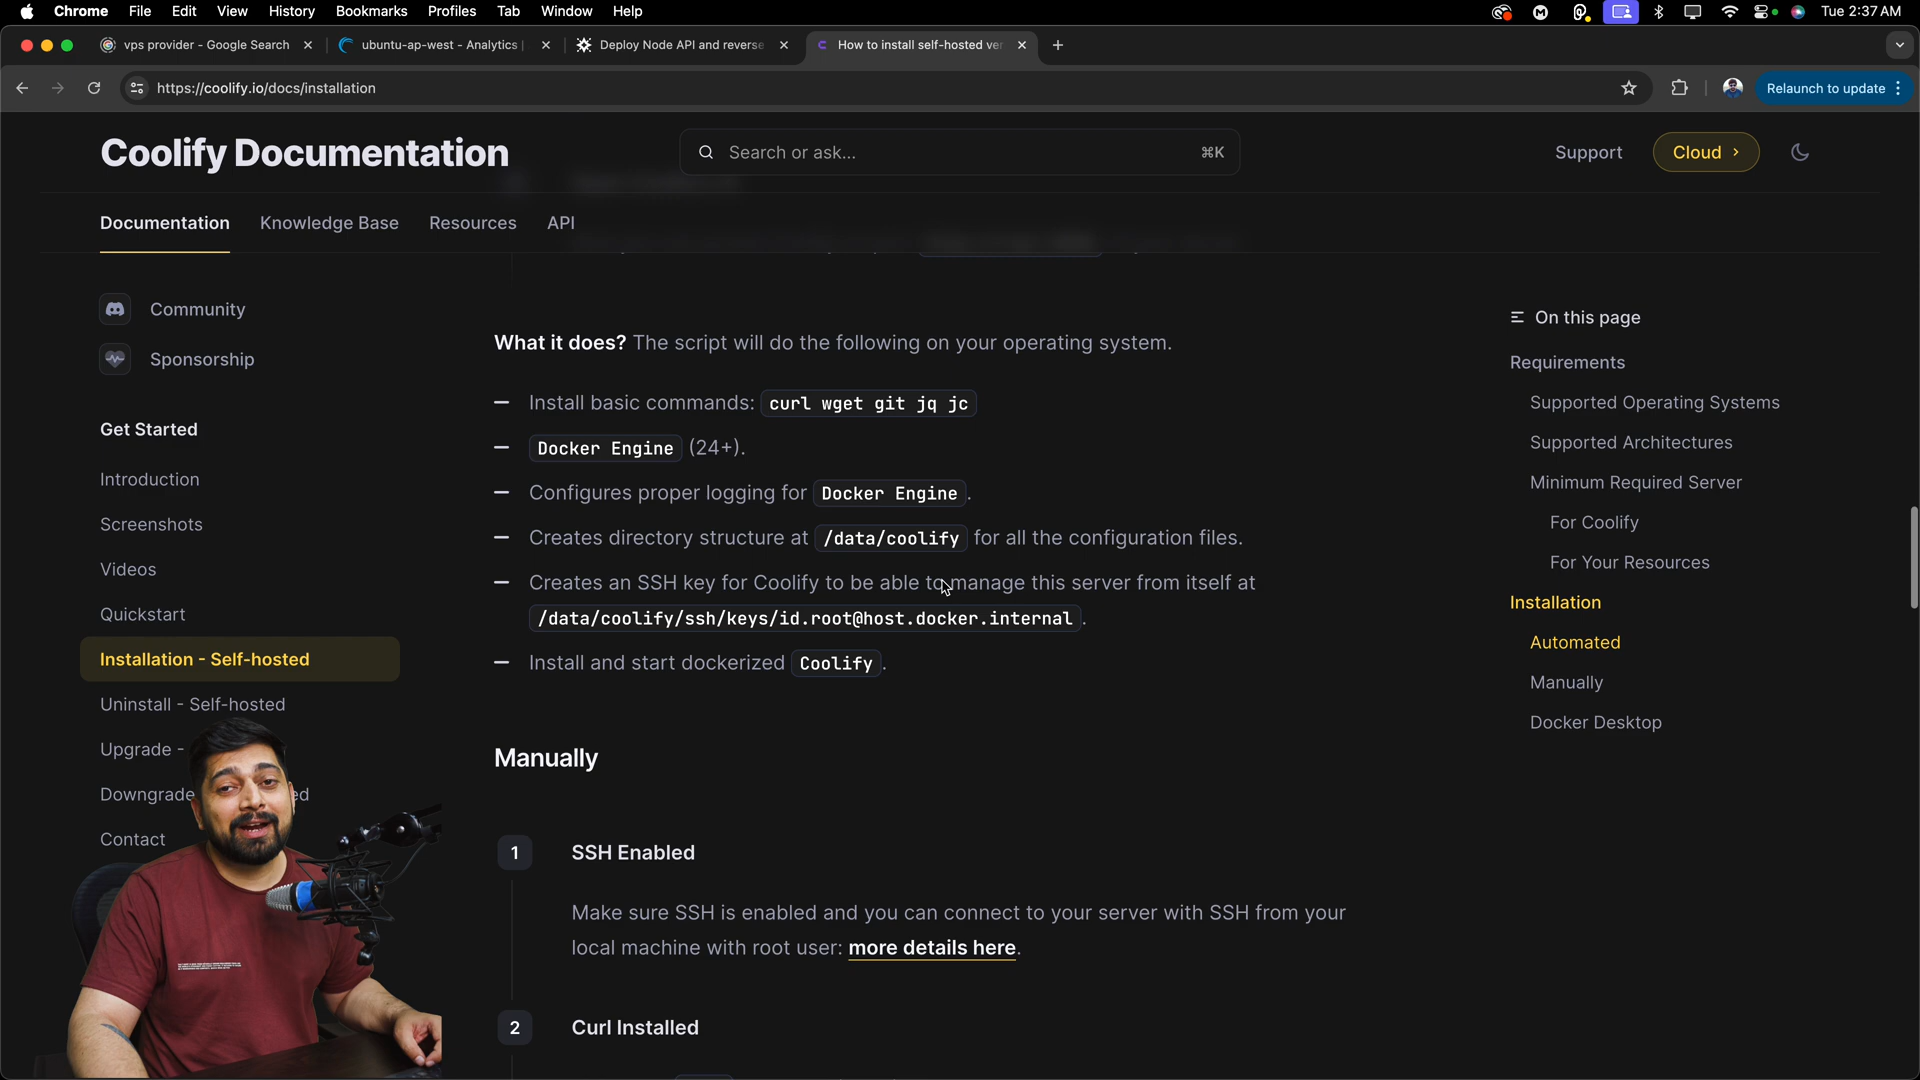 Chrome File Edit View History Bookmarks Profiles Tab Window Help Tue 2:37 AM
vps provider - Google Search
ubuntu-ap-west - Analytics
Deploy Node API and reverse
How to install self-hosted ver
https://coolify.io/docs/installation
Relaunch to update
Coolify Documentation
Search or ask...
⌘K
Support
Cloud
Documentation Knowledge Base Resources API
Community
Sponsorship
Get Started
Introduction
Screenshots
Videos
Quickstart
Installation - Self-hosted
Uninstall - Self-hosted
Upgrade -
Downgrade
Contact
What it does? The script will do the following on your operating system.
– Install basic commands: curl wget git jq jc
– Docker Engine (24+).
– Configures proper logging for Docker Engine.
– Creates directory structure at /data/coolify for all the configuration files.
– Creates an SSH key for Coolify to be able to manage this server from itself at
/data/coolify/ssh/keys/id.root@host.docker.internal.
– Install and start dockerized Coolify.
Manually
1 SSH Enabled
Make sure SSH is enabled and you can connect to your server with SSH from your
local machine with root user: more details here.
2 Curl Installed
On this page
Requirements
Supported Operating Systems
Supported Architectures
Minimum Required Server
For Coolify
For Your Resources
Installation
Automated
Manually
Docker Desktop